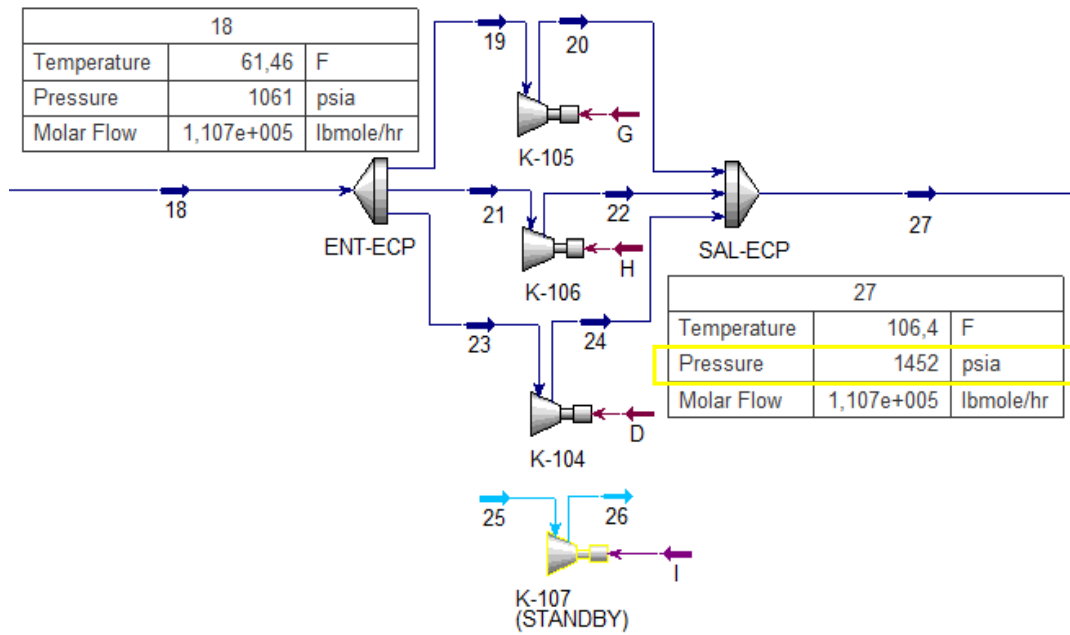 18
Temperature 61,46 F
Pressure 1061 psia
Molar Flow 1,107e+005 lbmole/hr
19
20
G
K-105
18
ENT-ECP
21
22
H
K-106
SAL-ECP
27
27
Temperature 106,4 F
Pressure 1452 psia
Molar Flow 1,107e+005 lbmole/hr
23
24
D
K-104
25
26
I
K-107
(STANDBY)